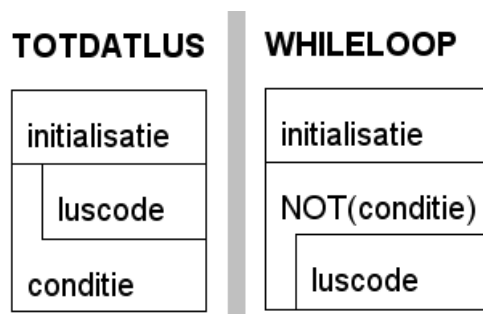 TOTDATLUS
initialisatie
luscode
conditie
WHILELOOP
initialisatie
NOT(conditie)
luscode